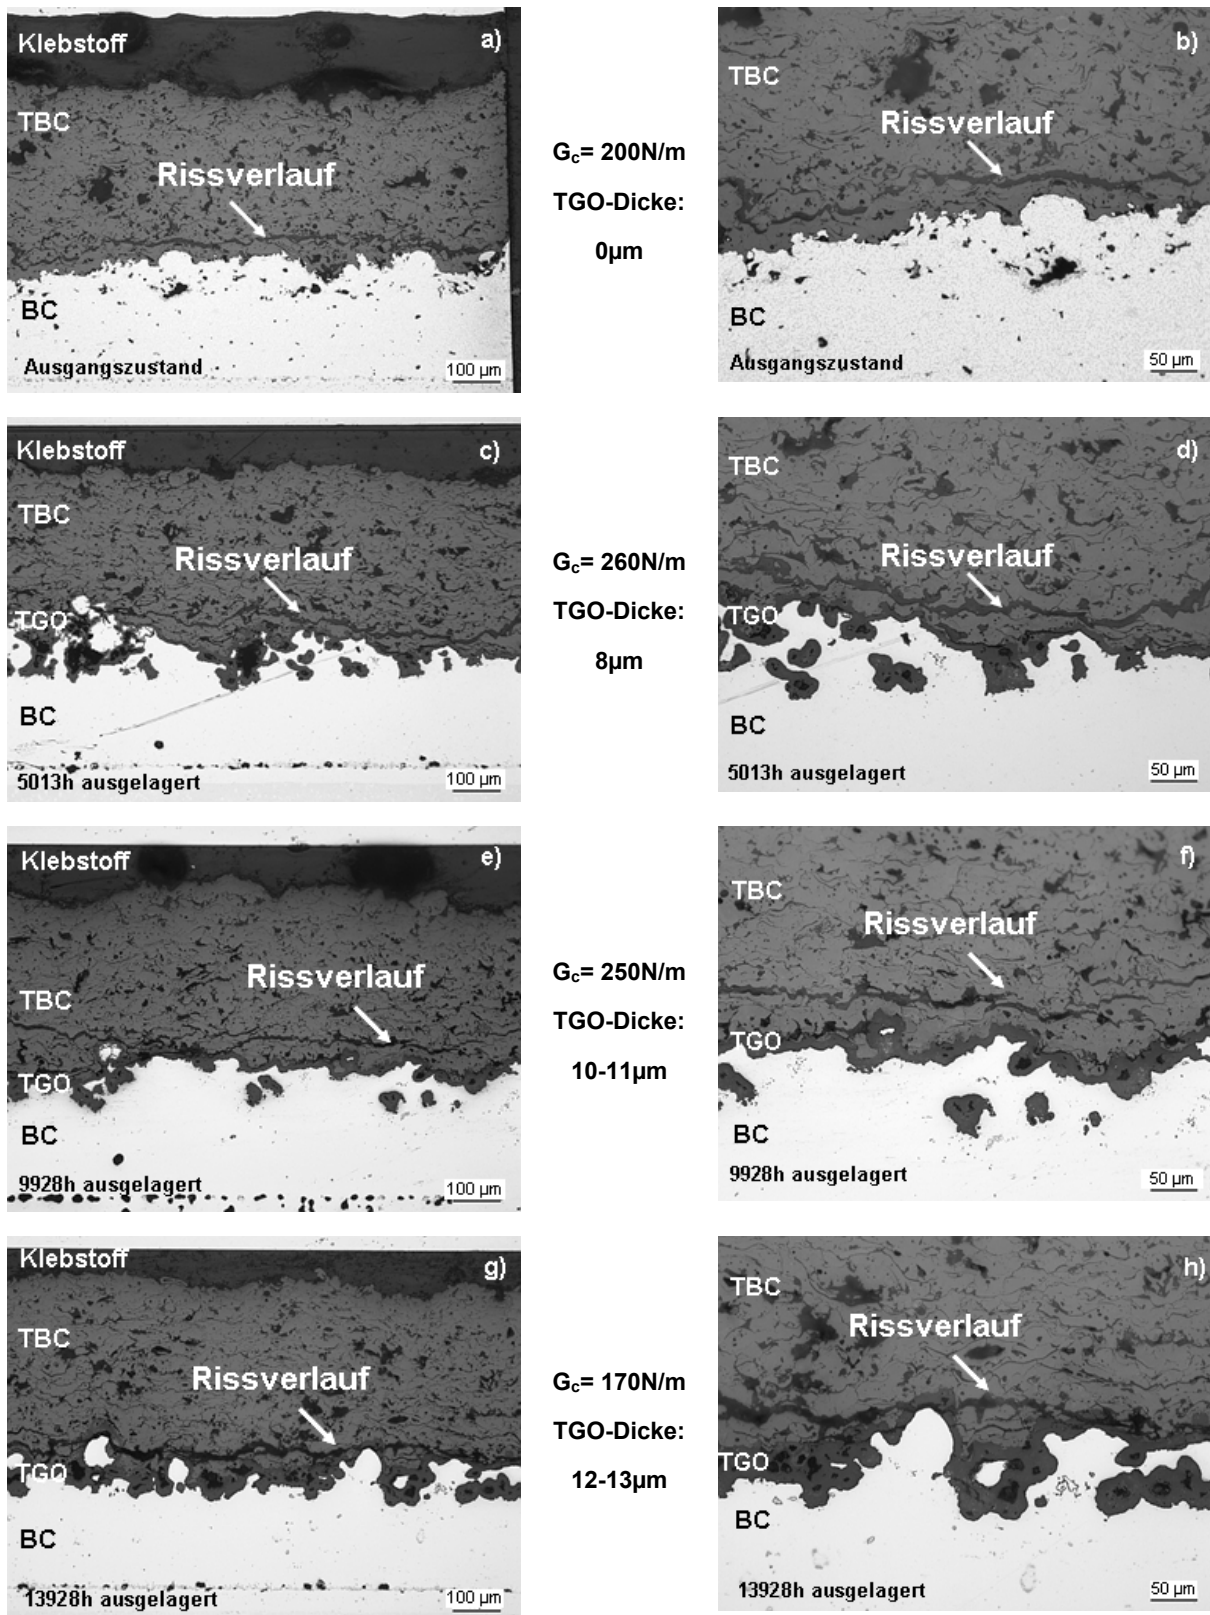 Klebstoff
a)
TBC
Rissverlauf
BC
Ausgangszustand
100 µm
G_c= 200N/m
TGO-Dicke:
0µm
b)
TBC
Rissverlauf
BC
Ausgangszustand
50 µm
Klebstoff
c)
TBC
Rissverlauf
TGO
BC
5013h ausgelagert
100 µm
G_c= 260N/m
TGO-Dicke:
8µm
d)
TBC
Rissverlauf
TGO
BC
5013h ausgelagert
50 µm
Klebstoff
e)
Rissverlauf
TBC
TGO
BC
9928h ausgelagert
100 µm
G_c= 250N/m
TGO-Dicke:
10-11µm
f)
TBC
Rissverlauf
TGO
BC
9928h ausgelagert
50 µm
Klebstoff
g)
TBC
Rissverlauf
TGO
BC
13928h ausgelagert
100 µm
G_c= 170N/m
TGO-Dicke:
12-13µm
h)
TBC
Rissverlauf
TGO
BC
13928h ausgelagert
50 µm